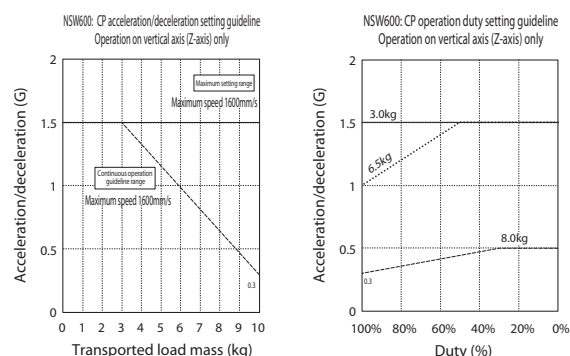 NSW600: CP acceleration/deceleration setting guideline
Operation on vertical axis (Z-axis) only
Acceleration/deceleration (G)
2
1.5
1
0.5
0
Maximum setting range
Maximum speed 1600mm/s
Continuous operation
guideline range
Maximum speed 1600mm/s
0.3
0 1 2 3 4 5 6 7 8 9 10
Transported load mass (kg)
NSW600: CP operation duty setting guideline
Operation on vertical axis (Z-axis) only
Acceleration/deceleration (G)
2
1.5
1
0.5
0
3.0kg
6.5kg
8.0kg
0.3
100% 80% 60% 40% 20% 0%
Duty (%)